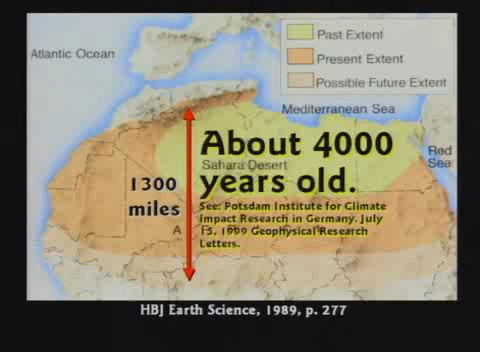 Atlantic Ocean
Past Extent
Present Extent
Possible Future Extent
Mediterranean Sea
Red
Sea
About 4000
Sahara Desert
years old.
1300
miles
See: Potsdam Institute for Climate
Impact Research in Germany. July
15. 1999 Geophysical Research
Letters.
A
HBJ Earth Science, 1989, p. 277